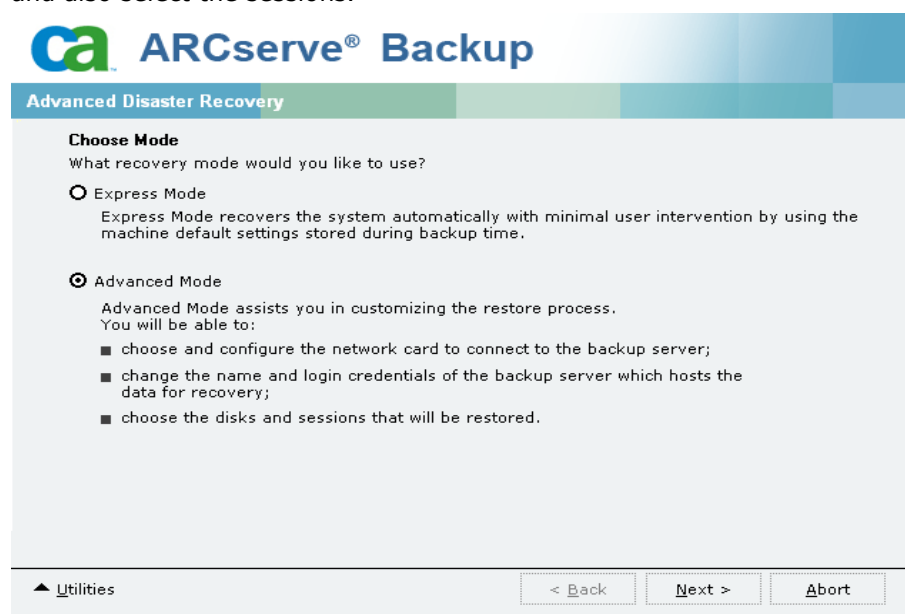 and also select the sessions.
ca ARCserve® Backup
Advanced Disaster Recovery
Choose Mode
What recovery mode would you like to use?
Express Mode
Express Mode recovers the system automatically with minimal user intervention by using the
machine default settings stored during backup time.
Advanced Mode
Advanced Mode assists you in customizing the restore process.
You will be able to:
choose and configure the network card to connect to the backup server;
change the name and login credentials of the backup server which hosts the
data for recovery;
choose the disks and sessions that will be restored.
Utilities
< Back Next > Abort